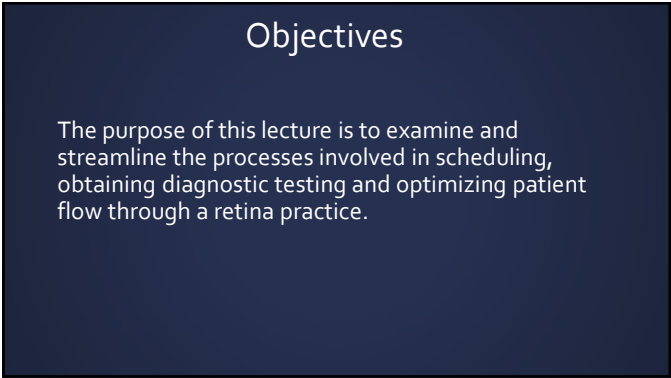 Objectives
The purpose of this lecture is to examine and
streamline the processes involved in scheduling,
obtaining diagnostic testing and optimizing patient
flow through a retina practice.